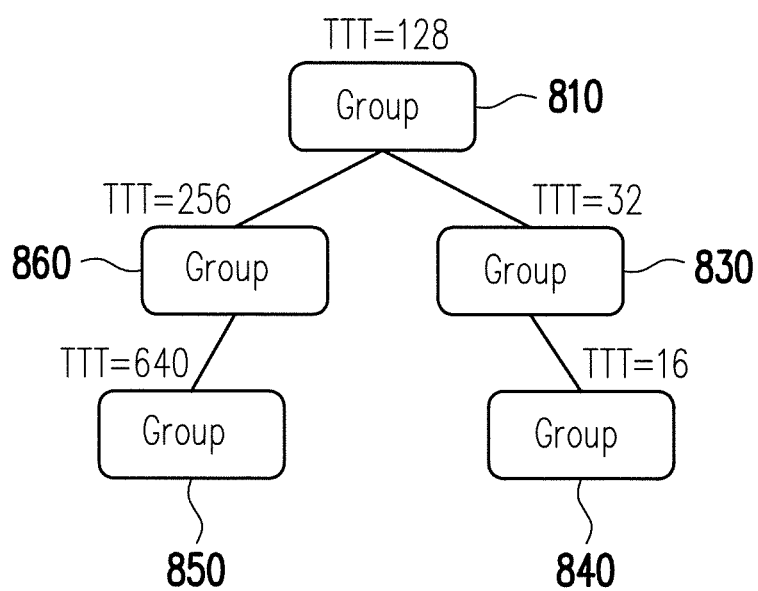 TTT=128
Group
810
TTT=256
TTT=32
860
Group
Group
830
TTT=640
TTT=16
Group
Group
850
840